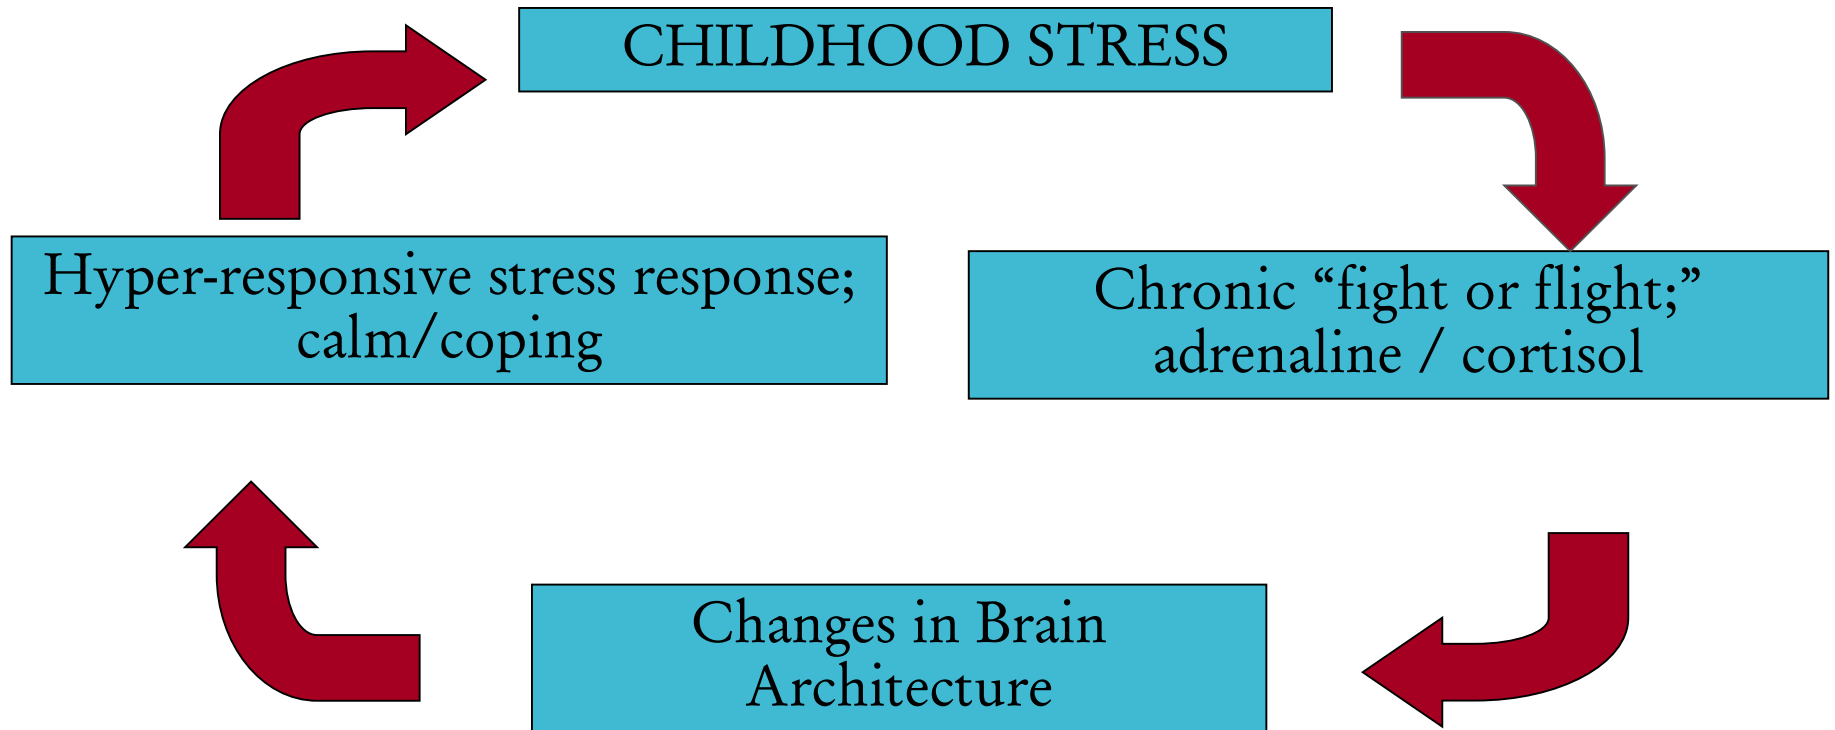 CHILDHOOD STRESS
Hyper-responsive stress response;
calm/coping
Chronic “fight or flight;”
adrenaline / cortisol
Changes in Brain
Architecture